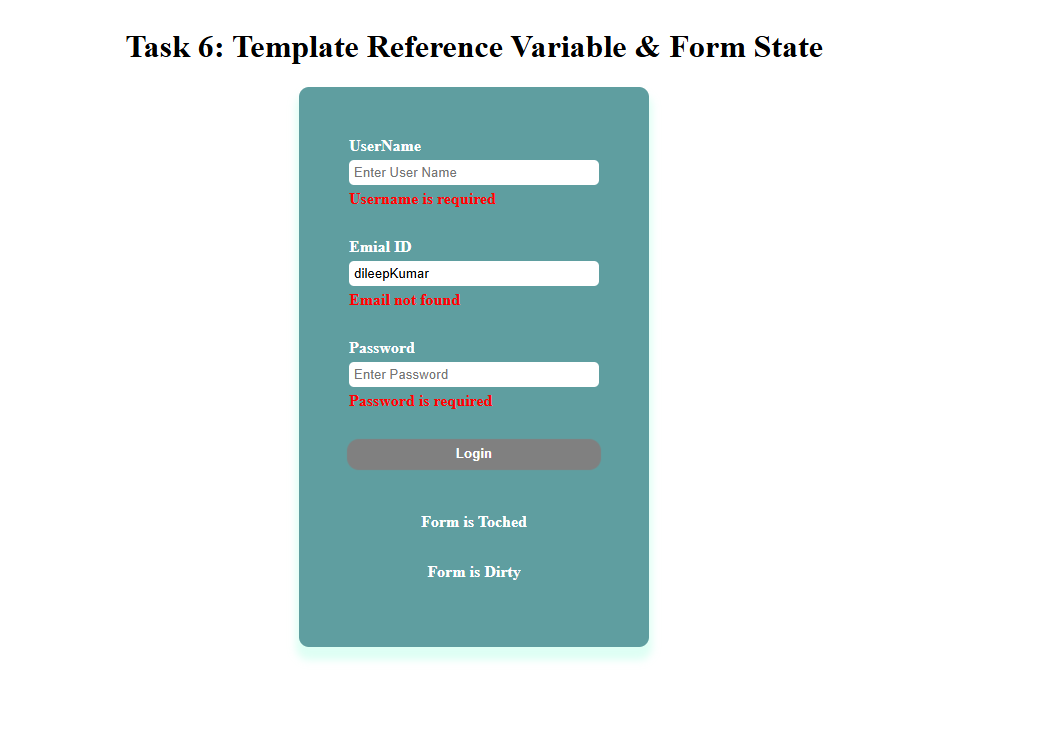 Task 6: Template Reference Variable & Form State
UserName
Enter User Name
Username is required
Emial ID
dileepKumar
Email not found
Password
Enter Password
Password is required
Login
Form is Toched
Form is Dirty